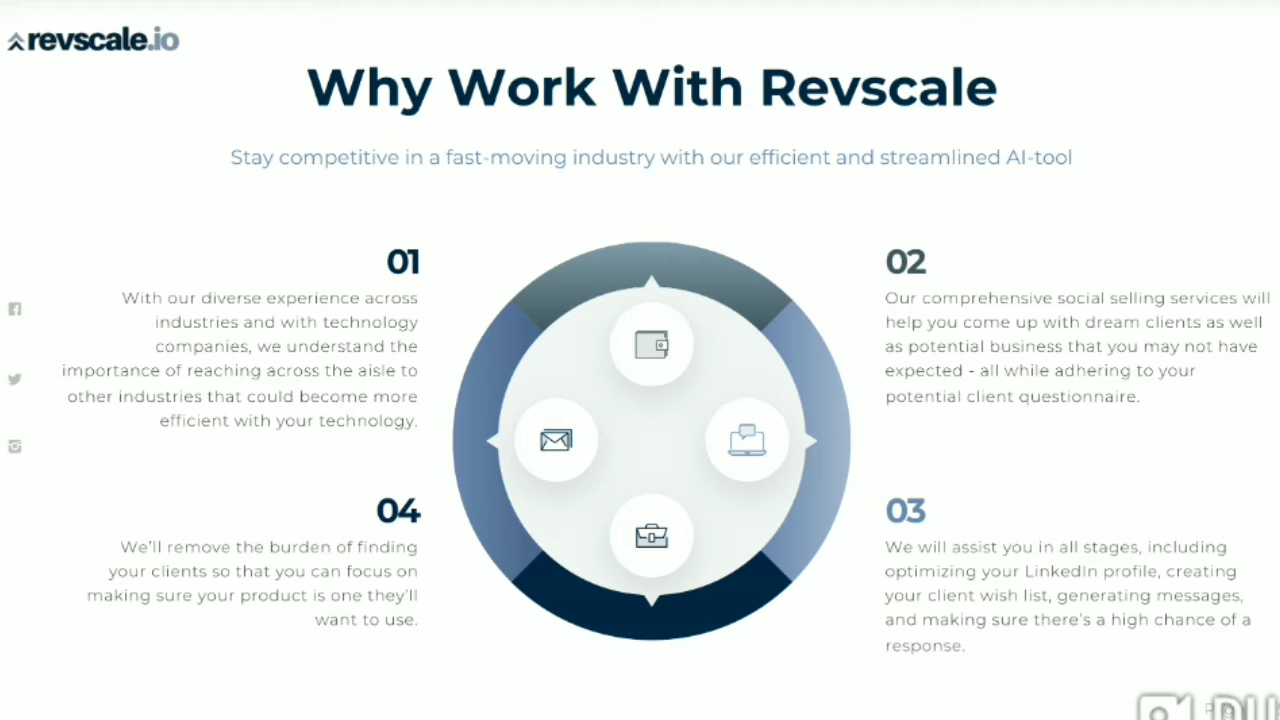 revscale.io
Why Work With Revscale
Stay competitive in a fast-moving industry with our efficient and streamlined AI-tool
01
With our diverse experience across
industries and with technology
companies, we understand the
importance of reaching across the aisle to
other industries that could become more
efficient with your technology.
02
Our comprehensive social selling services will
help you come up with dream clients as well
as potential business that you may not have
expected - all while adhering to your
potential client questionnaire.
04
We'll remove the burden of finding
your clients so that you can focus on
making sure your product is one they'll
want to use.
03
We will assist you in all stages, including
optimizing your LinkedIn profile, creating
your client wish list, generating messages,
and making sure there's a high chance of a
response.